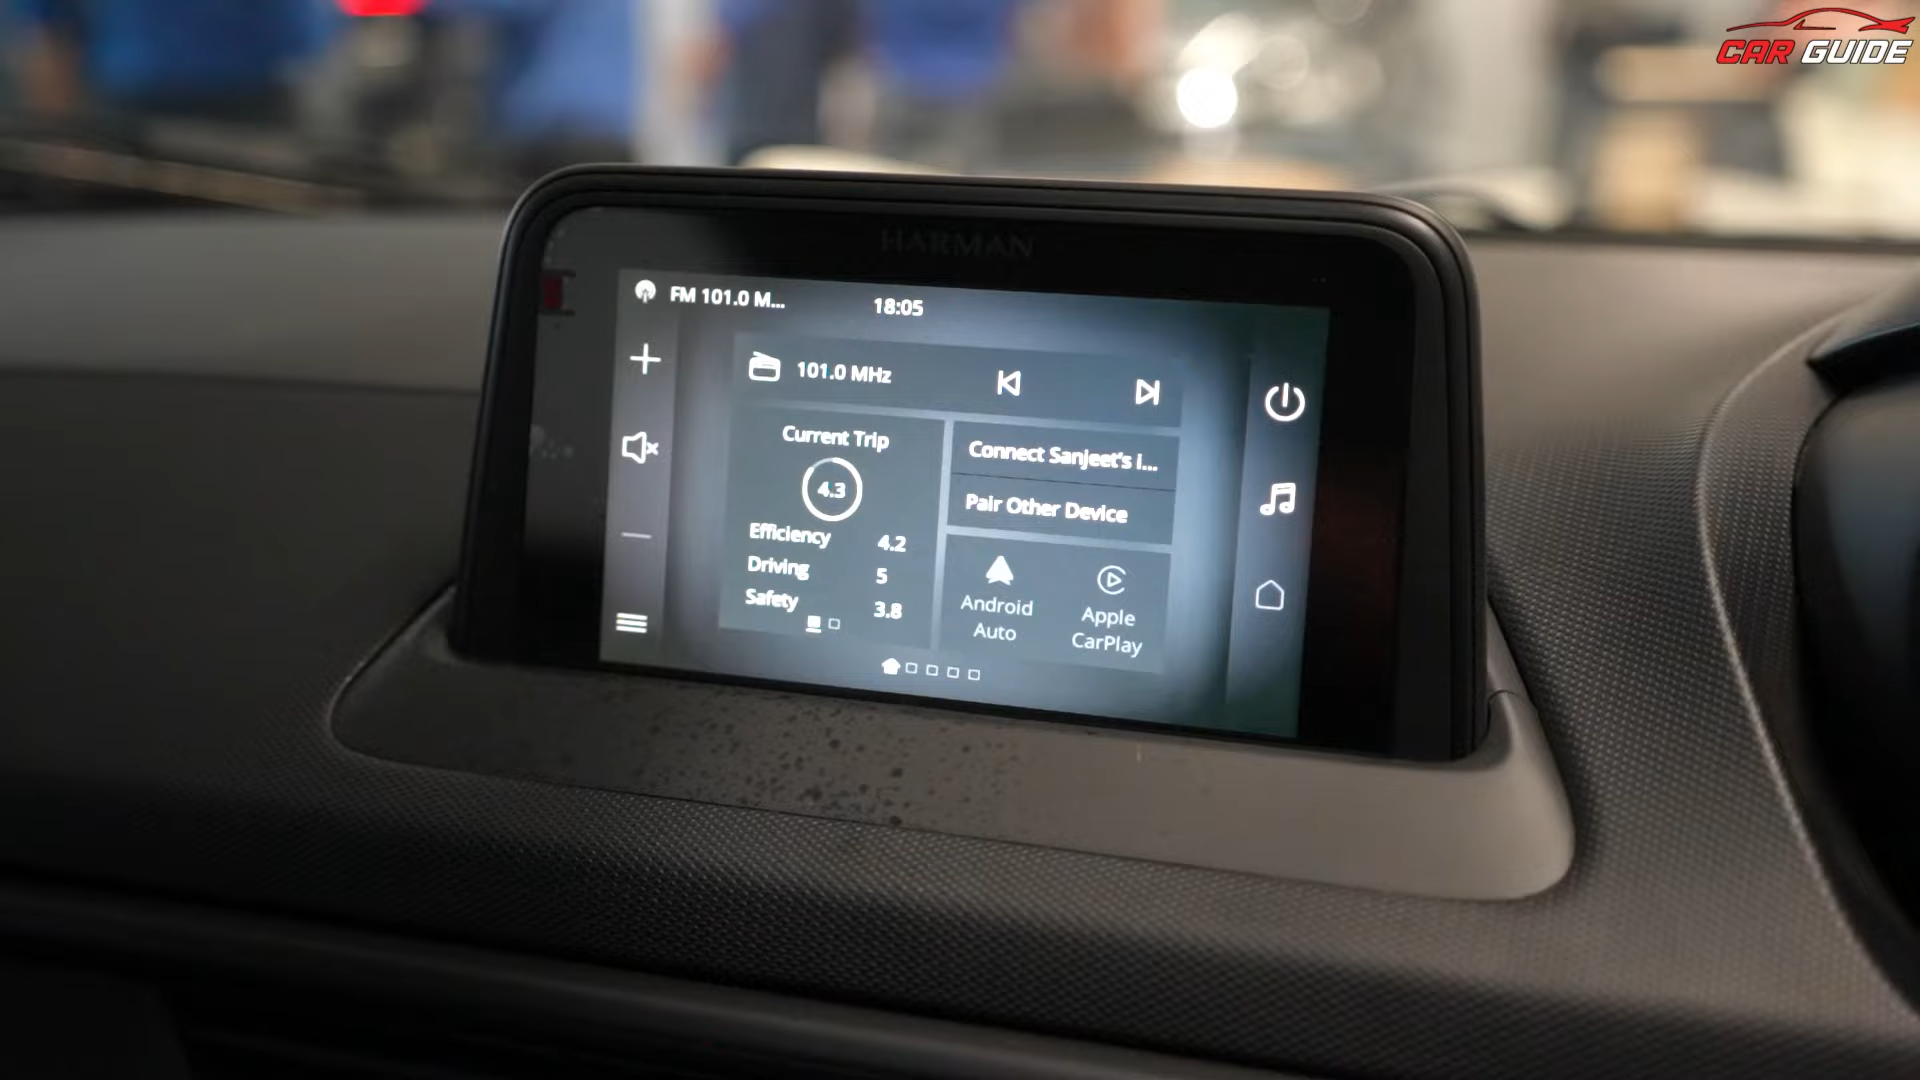 CAR GUIDE
HARMAN
FM 101.0 M...
18:05
101.0 MHz
Current Trip
4.3
Efficiency 4.2
Driving 5
Safety 3.8
Connect Sanjeet's i...
Pair Other Device
Android
Auto
Apple
CarPlay